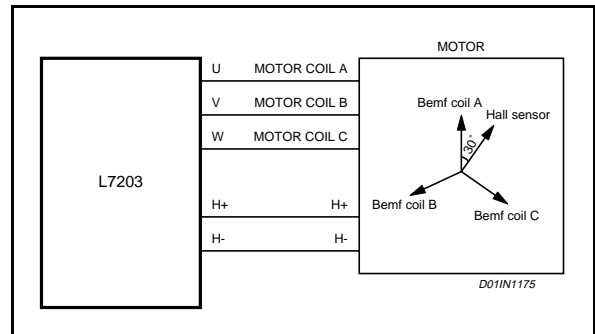 MOTOR
U MOTOR COIL A
V MOTOR COIL B
W MOTOR COIL C
Bemf coil A
Hall sensor
30°
L7203
H+ H+
Bemf coil B
Bemf coil C
H- H-
D01IN1175